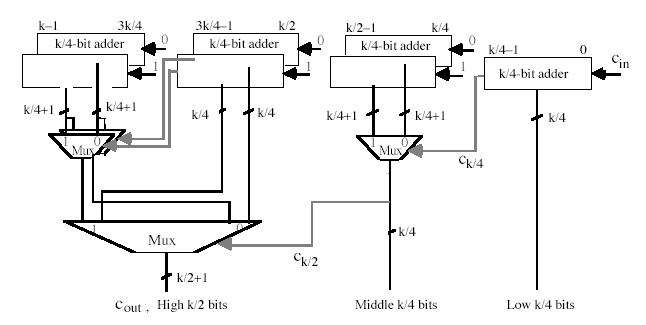 k–1 3k/4 3k/4–1 k/2 k/2–1 k/4
k/4-bit adder 0 k/4-bit adder 0 k/4-bit adder 0 k/4–1 0
1 1 1 k/4-bit adder c_in
k/4+1 k/4+1 k/4 k/4 k/4+1 k/4+1 k/4
1 0 1 0
Mux Mux c_k/4
1 0
Mux c_k/2 k/4
k/2+1
c_out , High k/2 bits Middle k/4 bits Low k/4 bits